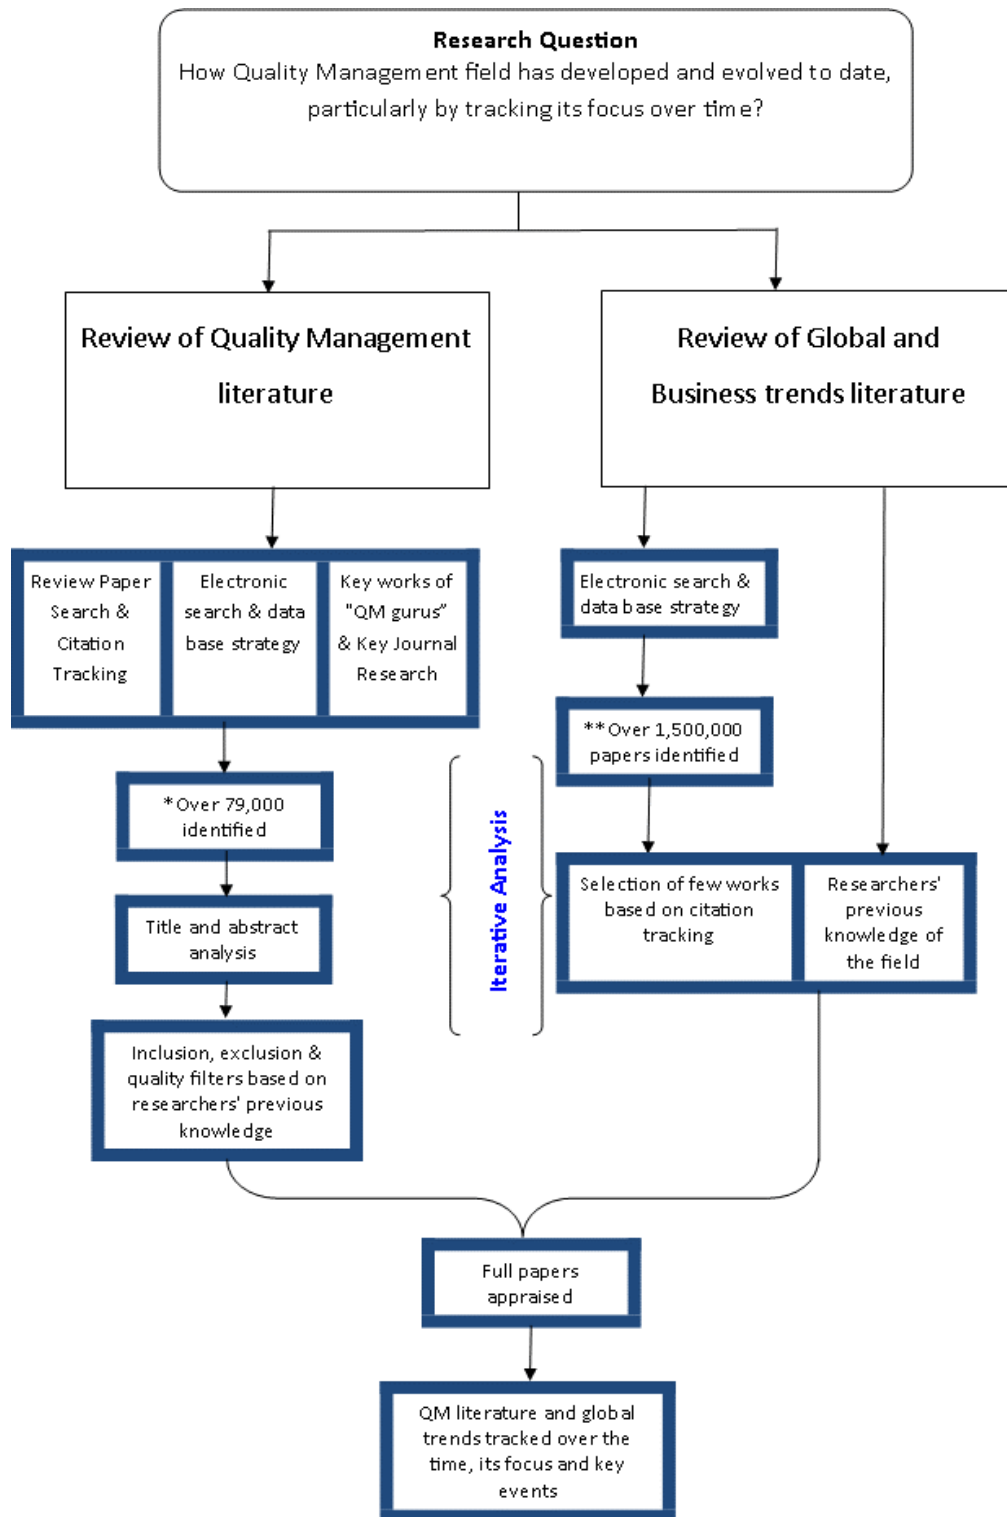 Research Question
How Quality Management field has developed and evolved to date,
particularly by tracking its focus over time?
Review of Quality Management
literature
Review of Global and
Business trends literature
Review Paper
Search &
Citation
Tracking
Electronic
search & data
base strategy
Key works of
"QM gurus”
& Key Journal
Research
Electronic search &
data base strategy
**Over 1,500,000
papers identified
*Over 79,000
identified
Iterative Analysis
Selection of few works
based on citation
tracking
Researchers'
previous
knowledge of
the field
Title and abstract
analysis
Inclusion, exclusion &
quality filters based on
researchers' previous
knowledge
Full papers
appraised
QM literature and global
trends tracked over the
time, its focus and key
events